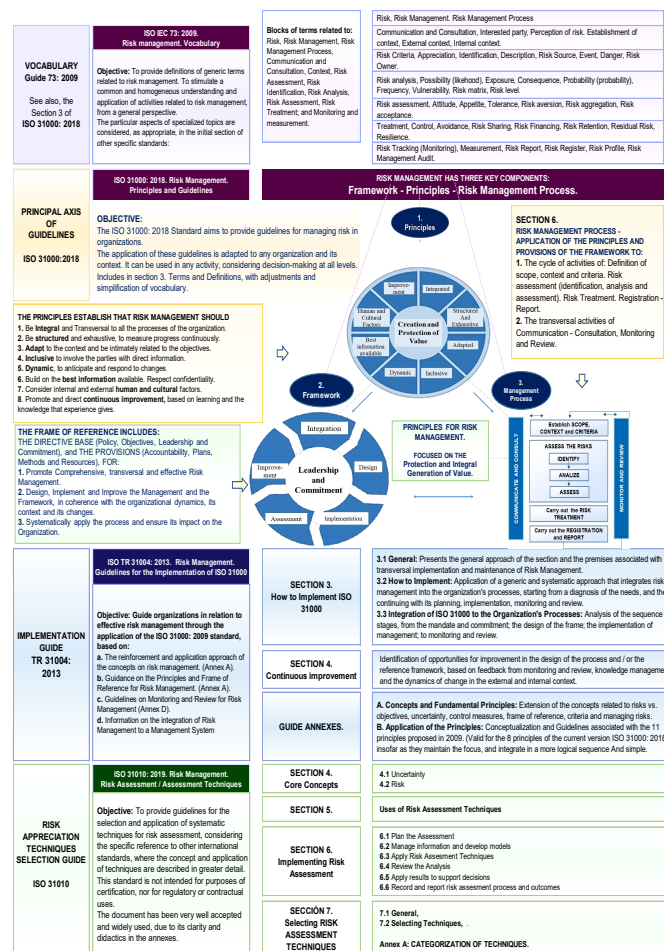 VOCABULARY
Guide 73: 2009
See also, the
Section 3 of
ISO 31000: 2018
ISO IEC 73: 2009.
Risk management. Vocabulary
Objective: To provide definitions of generic terms
related to risk management. To stimulate a
common and homogeneous understanding and
application of activities related to risk management,
from a general perspective.
The particular aspects of specialized topics are
considered, as appropriate, in the initial section of
other specific standards:
Blocks of terms related to:
Risk, Risk Management, Risk
Management Process,
Communication and
Consultation, Context, Risk
Assessment, Risk
Identification, Risk Analysis,
Risk Assessment, Risk
Treatment; and Monitoring and
measurement.
Risk, Risk Management. Risk Management Process
Communication and Consultation, Interested party, Perception of risk. Establishment of
context, External context, Internal context.
Risk Criteria, Appreciation, Identification, Description, Risk Source, Event, Danger, Risk
Owner.
Risk analysis, Possibility (likehood), Exposure, Consequence, Probability (probability),
Frequency, Vulnerability, Risk matrix, Risk level.
Risk assessment, Attitude, Appetite, Tolerance, Risk aversion, Risk aggregation, Risk
acceptance.
Treatment, Control, Avoidance, Risk Sharing, Risk Financing, Risk Retention, Residual Risk,
Resilience.
Risk Tracking (Monitoring), Measurement, Risk Report, Risk Register, Risk Profile, Risk
Management Audit.
PRINCIPAL AXIS
OF
GUIDELINES
ISO 31000:2018
ISO 31000: 2018. Risk Management.
Principles and Guidelines
OBJECTIVE:
The ISO 31000: 2018 Standard aims to provide guidelines for managing risk in
organizations.
The application of these guidelines is adapted to any organization and its
context. It can be used in any activity, considering decision-making at all levels.
Includes in section 3. Terms and Definitions, with adjustments and
simplification of vocabulary.
RISK MANAGEMENT HAS THREE KEY COMPONENTS:
Framework - Principles - Risk Management Process.
1.
Principles
Improve-
ment
Integrated
Human and
Cultural
Factors
Structured
And
Exhaustive
Creation and
Protection of
Value
Best
information
available
Adapted
Dynamic
Inclusive
SECTION 6.
RISK MANAGEMENT PROCESS -
APPLICATION OF THE PRINCIPLES AND
PROVISIONS OF THE FRAMEWORK TO:
1. The cycle of activities of: Definition of
scope, context and criteria. Risk
assessment (identification, analysis and
assessment). Risk Treatment. Registration -
Report.
2. The transversal activities of
Communication - Consultation, Monitoring
and Review.
THE PRINCIPLES ESTABLISH THAT RISK MANAGEMENT SHOULD
1. Be Integral and Transversal to all the processes of the organization.
2. Be structured and exhaustive, to measure progress continuously.
3. Adapt to the context and be intimately related to the objectives.
4. Inclusive to involve the parties with direct information.
5. Dynamic, to anticipate and respond to changes.
6. Build on the best information available. Respect confidentiality.
7. Consider internal and external human and cultural factors.
8. Promote and direct continuous improvement, based on learning and the
knowledge that experience gives.
THE FRAME OF REFERENCE INCLUDES:
THE DIRECTIVE BASE (Policy, Objectives, Leadership and
Commitment), and THE PROVISIONS (Accountability, Plans,
Methods and Resources), FOR:
1. Promote Comprehensive, transversal and effective Risk
Management.
2. Design, Implement and Improve the Management and the
Framework, in coherence with the organizational dynamics, its
context and its changes.
3. Systematically apply the process and ensure its impact on the
Organization.
2.
Framework
Integration
Improve-
ment
Leadership
and
Commitment
Design
Assessment
Implementation
PRINCIPLES FOR RISK
MANAGEMENT.
FOCUSED ON THE
Protection and Integral
Generation of Value.
3.
Management
Process
COMMUNICATE AND CONSULT
Establish SCOPE,
CONTEXT and CRITERIA
ASSESS THE RISKS
IDENTIFY
ANALIZE
ASSESS
Carry out the RISK
TREATMENT
Carry out the REGISTRATION
and REPORT
MONITOR AND REVIEW
IMPLEMENTATION
GUIDE
TR 31004:
2013
ISO TR 31004: 2013. Risk Management.
Guidelines for the Implementation of ISO 31000
Objective: Guide organizations in relation to
effective risk management through the
application of the ISO 31000: 2009 standard,
based on:
a. The reinforcement and application approach of
the concepts on risk management. (Annex A).
b. Guidance on the Principles and Frame of
Reference for Risk Management. (Annex A).
c. Guidelines on Monitoring and Review for Risk
Management (Annex D).
d. Information on the integration of Risk
Management to a Management System
SECTION 3.
How to Implement ISO
31000
3.1 General: Presents the general approach of the section and the premises associated with
transversal implementation and maintenance of Risk Management.
3.2 How to Implement: Application of a generic and systematic approach that integrates risk
management into the organization's processes, starting from a diagnosis of the needs, and the
continuing with its planning, implementation, monitoring and review.
3.3 Integration of ISO 31000 to the Organization's Processes: Analysis of the sequence
stages, from the mandate and commitment; the design of the frame; the implementation of
management; to monitoring and review.
SECTION 4.
Continuous improvement
Identification of opportunities for improvement in the design of the process and / or the
reference framework, based on feedback from monitoring and review, knowledge manageme
and the dynamics of change in the external and internal context.
GUIDE ANNEXES.
A. Concepts and Fundamental Principles: Extension of the concepts related to risks vs.
objectives, uncertainty, control measures, frame of reference, criteria and managing risks.
B. Application of the Principles: Conceptualization and Guidelines associated with the 11
principles proposed in 2009. (Valid for the 8 principles of the current version ISO 31000: 2018
insofar as they maintain the focus, and integrate in a more logical sequence And simple.
RISK
APPRECIATION
TECHNIQUES
SELECTION GUIDE
ISO 31010
ISO 31010: 2019. Risk Management.
Risk Assessment / Assessment Techniques
Objective: To provide guidelines for the
selection and application of systematic
techniques for risk assessment, considering
the specific reference to other international
standards, where the concept and application
of techniques are described in greater detail.
This standard is not intended for purposes of
certification, nor for regulatory or contractual
uses.
The document has been very well accepted
and widely used, due to its clarity and
didactics in the annexes.
SECTION 4.
Core Concepts
4.1 Uncertainty
4.2 Risk
SECTION 5.
Uses of Risk Assessment Techniques
SECTION 6.
Implementing Risk
Assessment
6.1 Plan the Assessment
6.2 Manage information and develop models
6.3 Apply Risk Assesment Techniques
6.4 Review the Analysis
6.5 Apply results to support decisions
6.6 Record and report risk assesment process and outcomes
SECCIÓN 7.
Selecting RISK
ASSESSMENT
TECHNIQUES
7.1 General,
7.2 Selecting Techniques, .
Annex A: CATEGORIZATION OF TECHNIQUES.